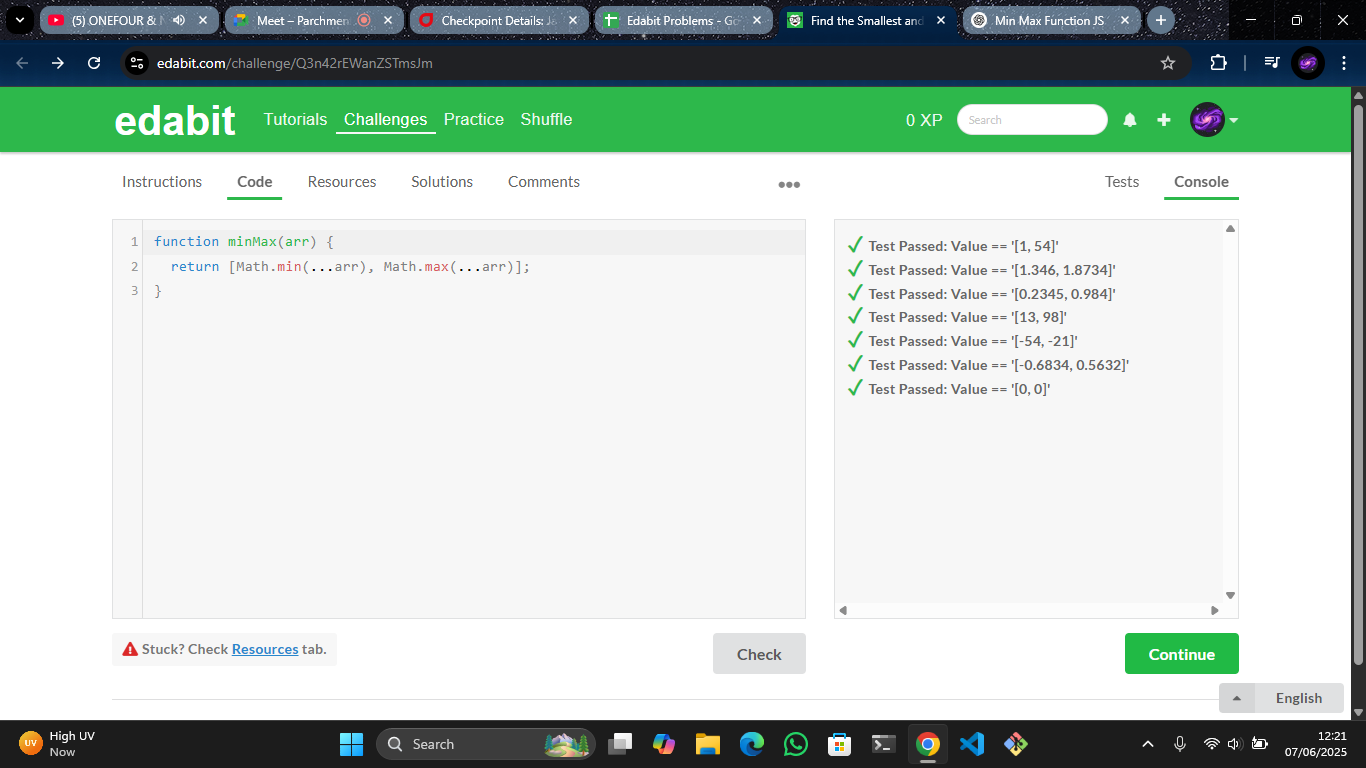 (5) ONEFOUR &
Meet – Parchmen
Checkpoint Details: J
Edabit Problems - Go
Find the Smallest and
Min Max Function JS
edabit.com/challenge/Q3n42rEWanZSTmsJm
edabit
Tutorials
Challenges
Practice
Shuffle
0 XP
Search
Instructions
Code
Resources
Solutions
Comments
Tests
Console
1 function minMax(arr) {
2 return [Math.min(...arr), Math.max(...arr)];
3 }
Test Passed: Value == '[1, 54]'
Test Passed: Value == '[1.346, 1.8734]'
Test Passed: Value == '[0.2345, 0.984]'
Test Passed: Value == '[13, 98]'
Test Passed: Value == '[-54, -21]'
Test Passed: Value == '[-0.6834, 0.5632]'
Test Passed: Value == '[0, 0]'
Stuck? Check Resources tab.
Check
Continue
English
UV
High UV
Now
Search
12:21
07/06/2025